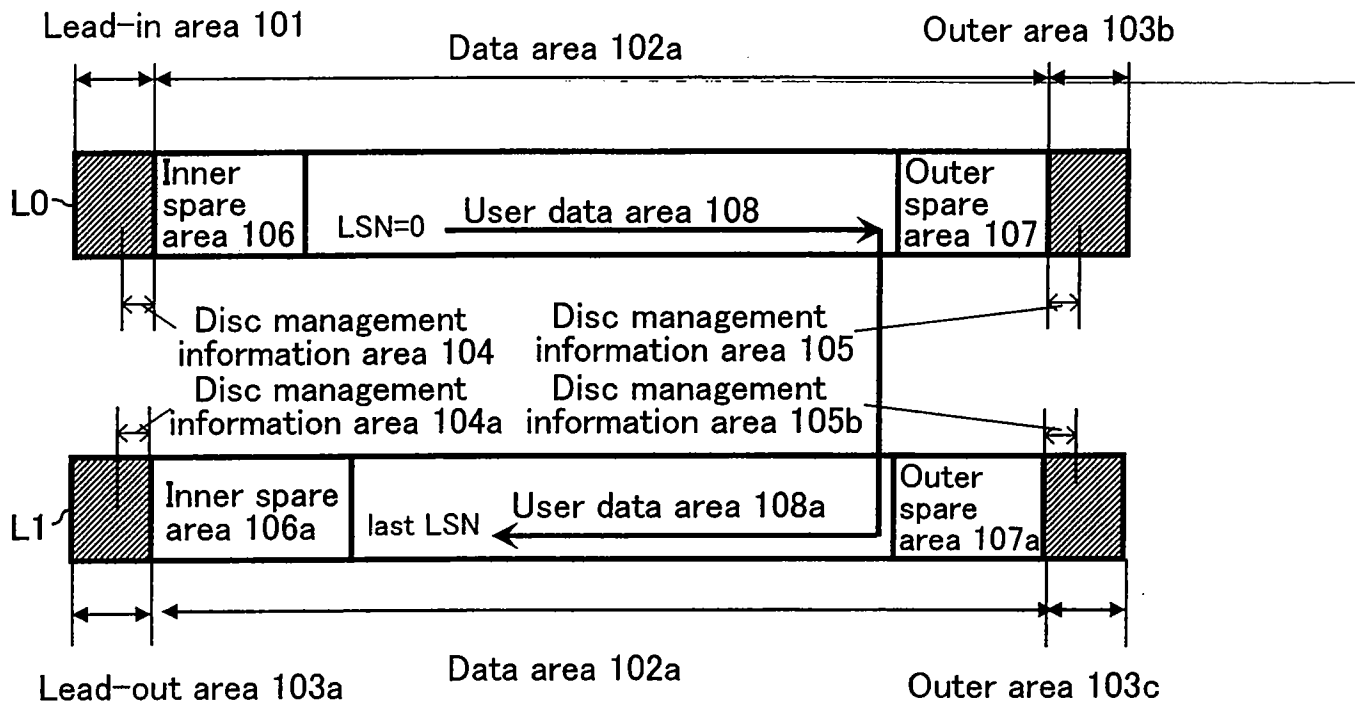 Lead-in area 101
Data area 102a
Outer area 103b
L0
Inner
spare
area 106
LSN=0
User data area 108
Outer
spare
area 107
Disc management
information area 104
Disc management
information area 105
Disc management
information area 104a
Disc management
information area 105b
L1
Inner spare
area 106a
last LSN
User data area 108a
Outer
spare
area 107a
Lead-out area 103a
Data area 102a
Outer area 103c